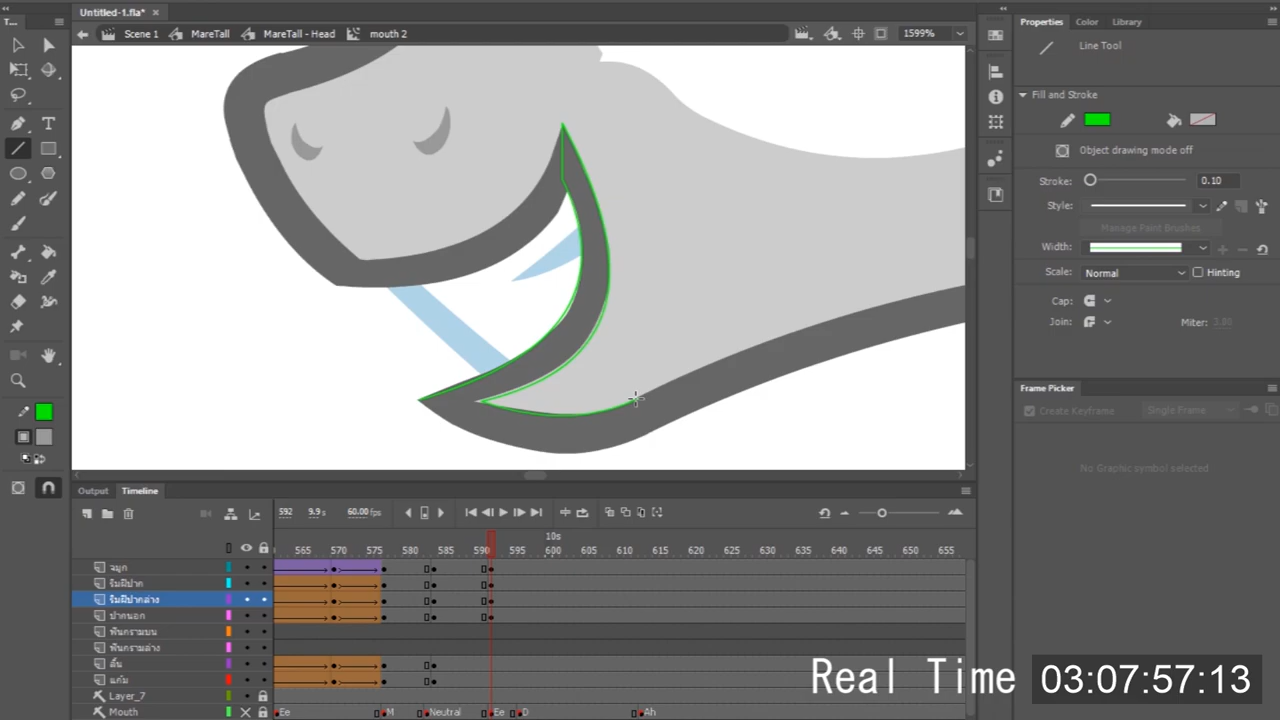 T...
Untitled-1.fla*
Scene 1
MareTall
MareTall - Head
mouth 2
1599%
Properties
Color
Library
Line Tool
Fill and Stroke
Object drawing mode off
Stroke:
0.10
Style:
Manage Paint Brushes
Width:
Scale:
Normal
Hinting
Cap:
Join:
Miter:
3.00
Frame Picker
Create Keyframe
Single Frame
No Graphic symbol selected
Output
Timeline
592
9.9 s
60.00 fps
10s
565 570 575 580 585 590 595 600 605 610 615 620 625 630 635 640 645 650 655
จมูก
ริมฝีปาก
ริมฝีปากล่าง
ปากนอก
ฟันกรามบน
ฟันกรามล่าง
ลิ้น
แก้ม
Layer_7
Mouth
Ee
M
Neutral
Ee
D
Ah
Real Time
03:07:57:13